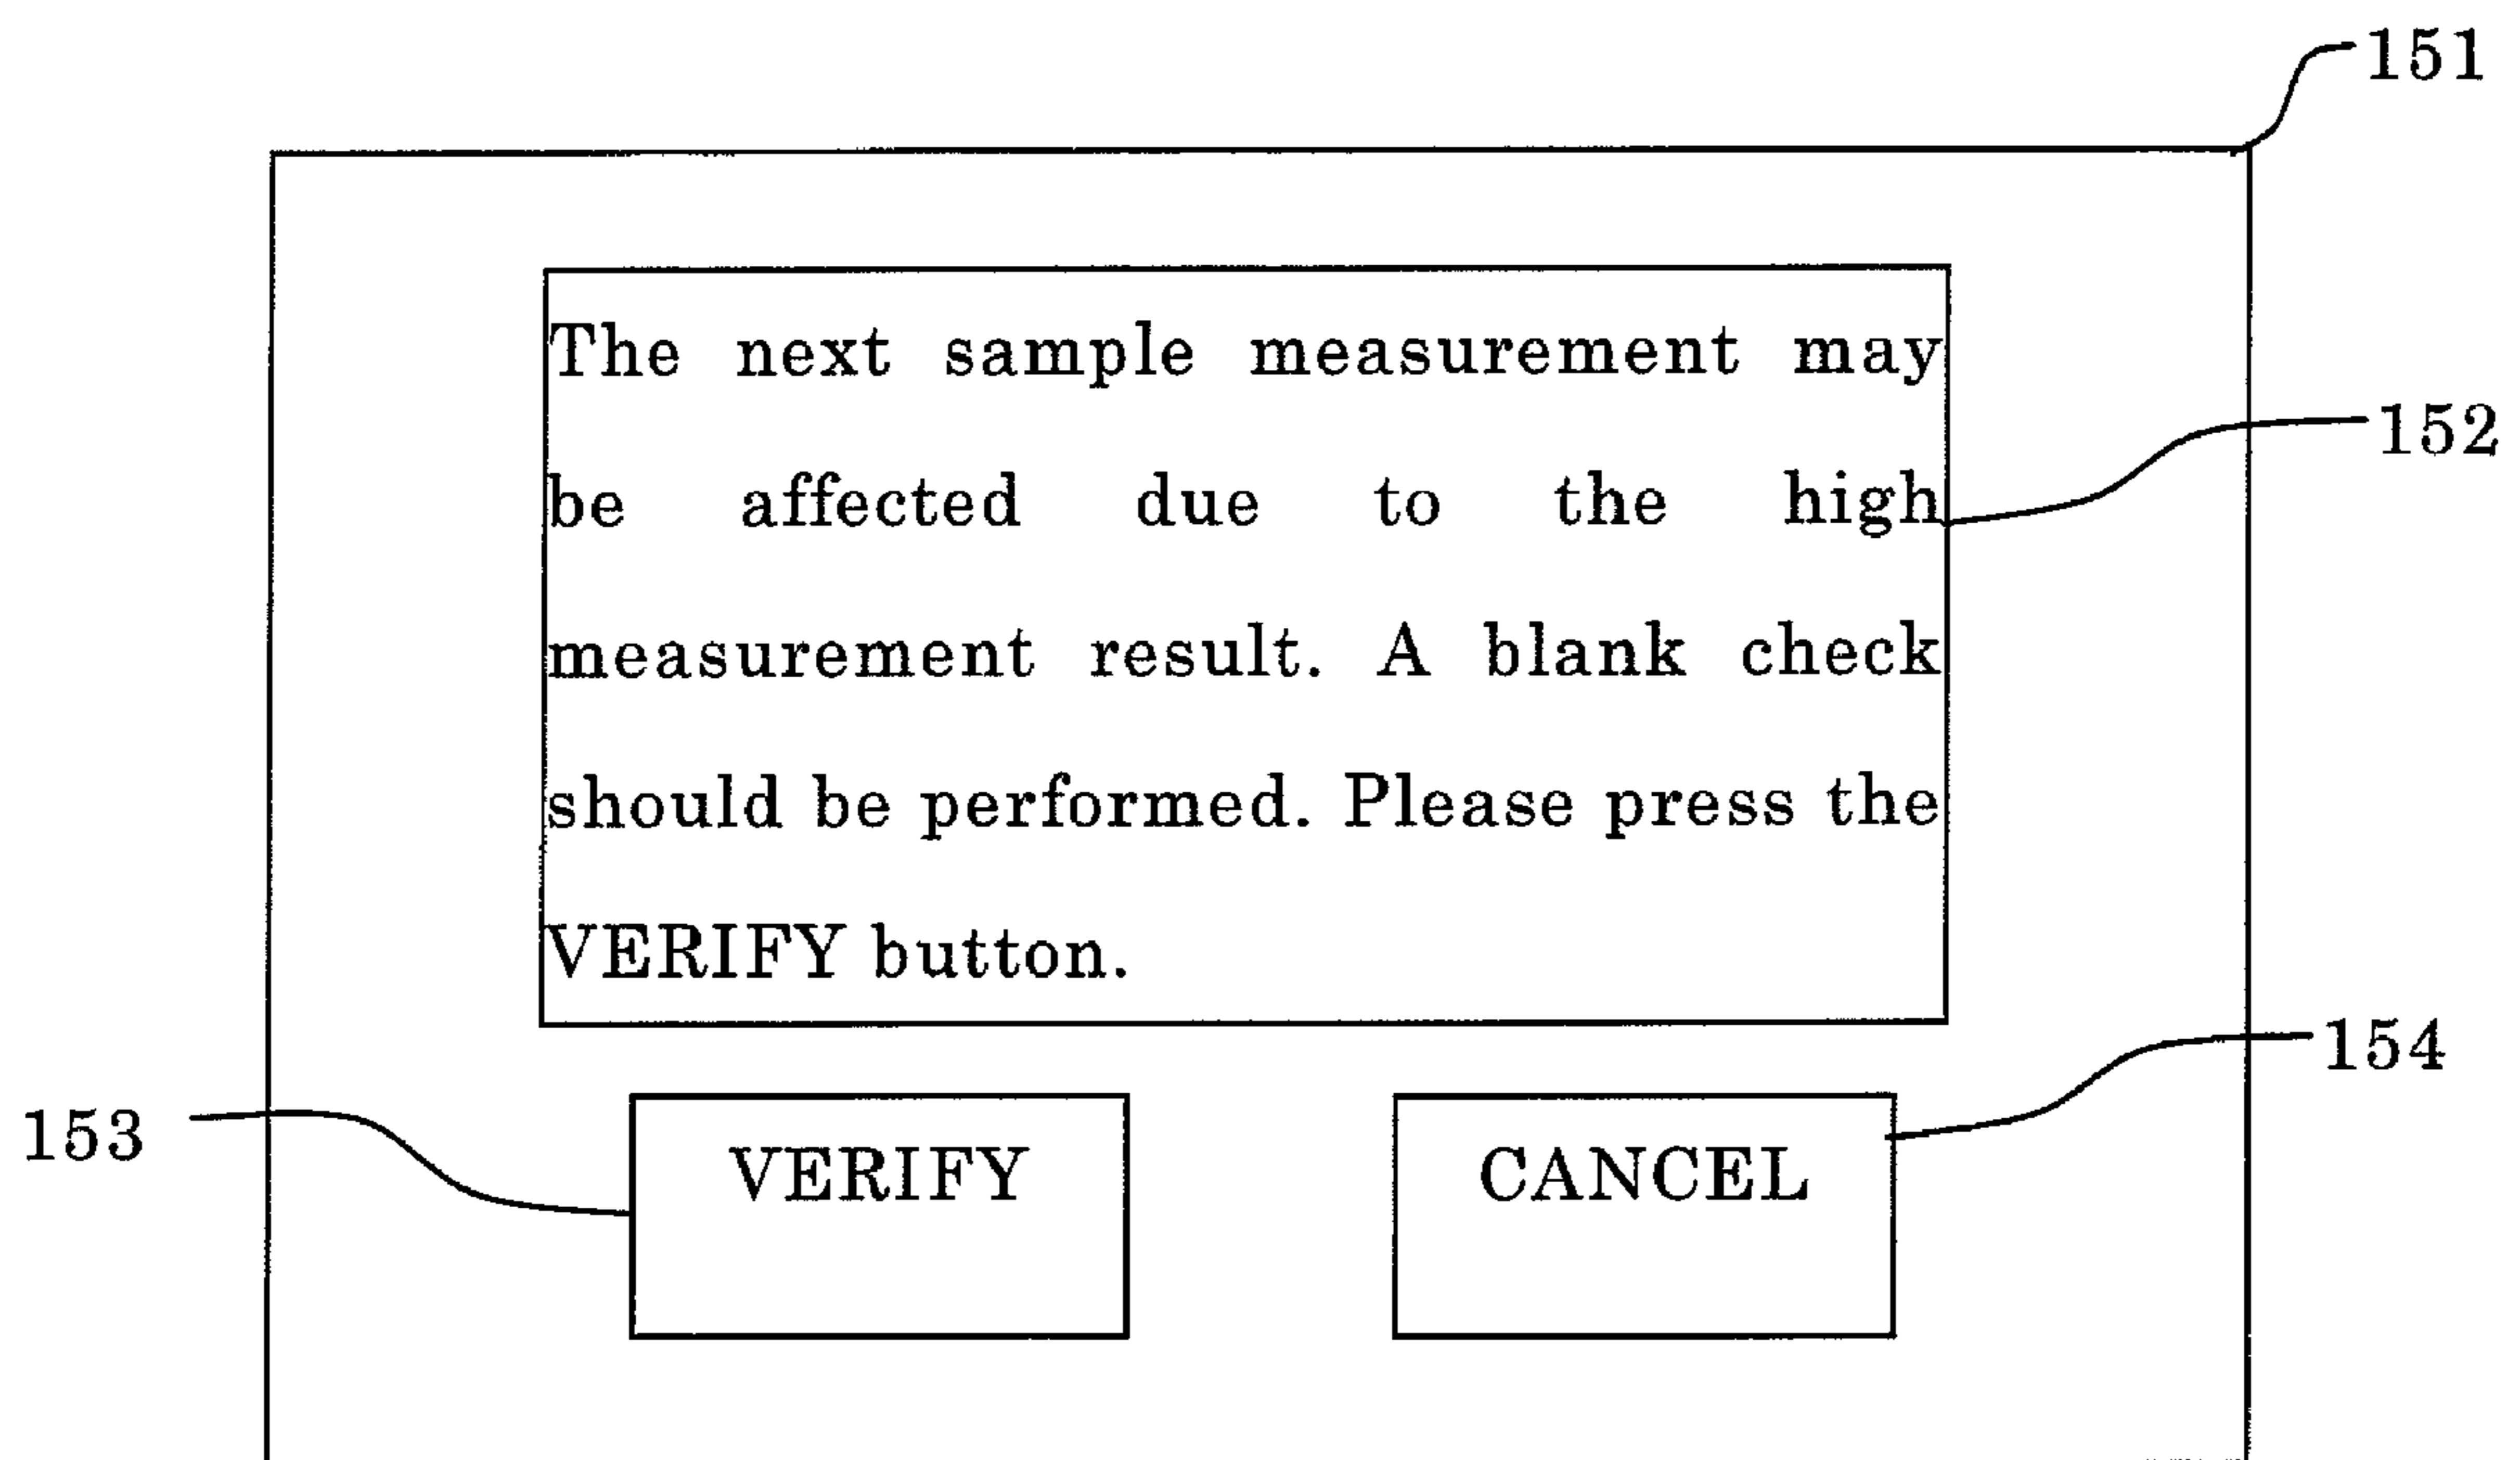 151
The next sample measurement may
152
be affected due to the high
measurement result. A blank check
should be performed. Please press the
VERIFY button.
154
153
VERIFY CANCEL